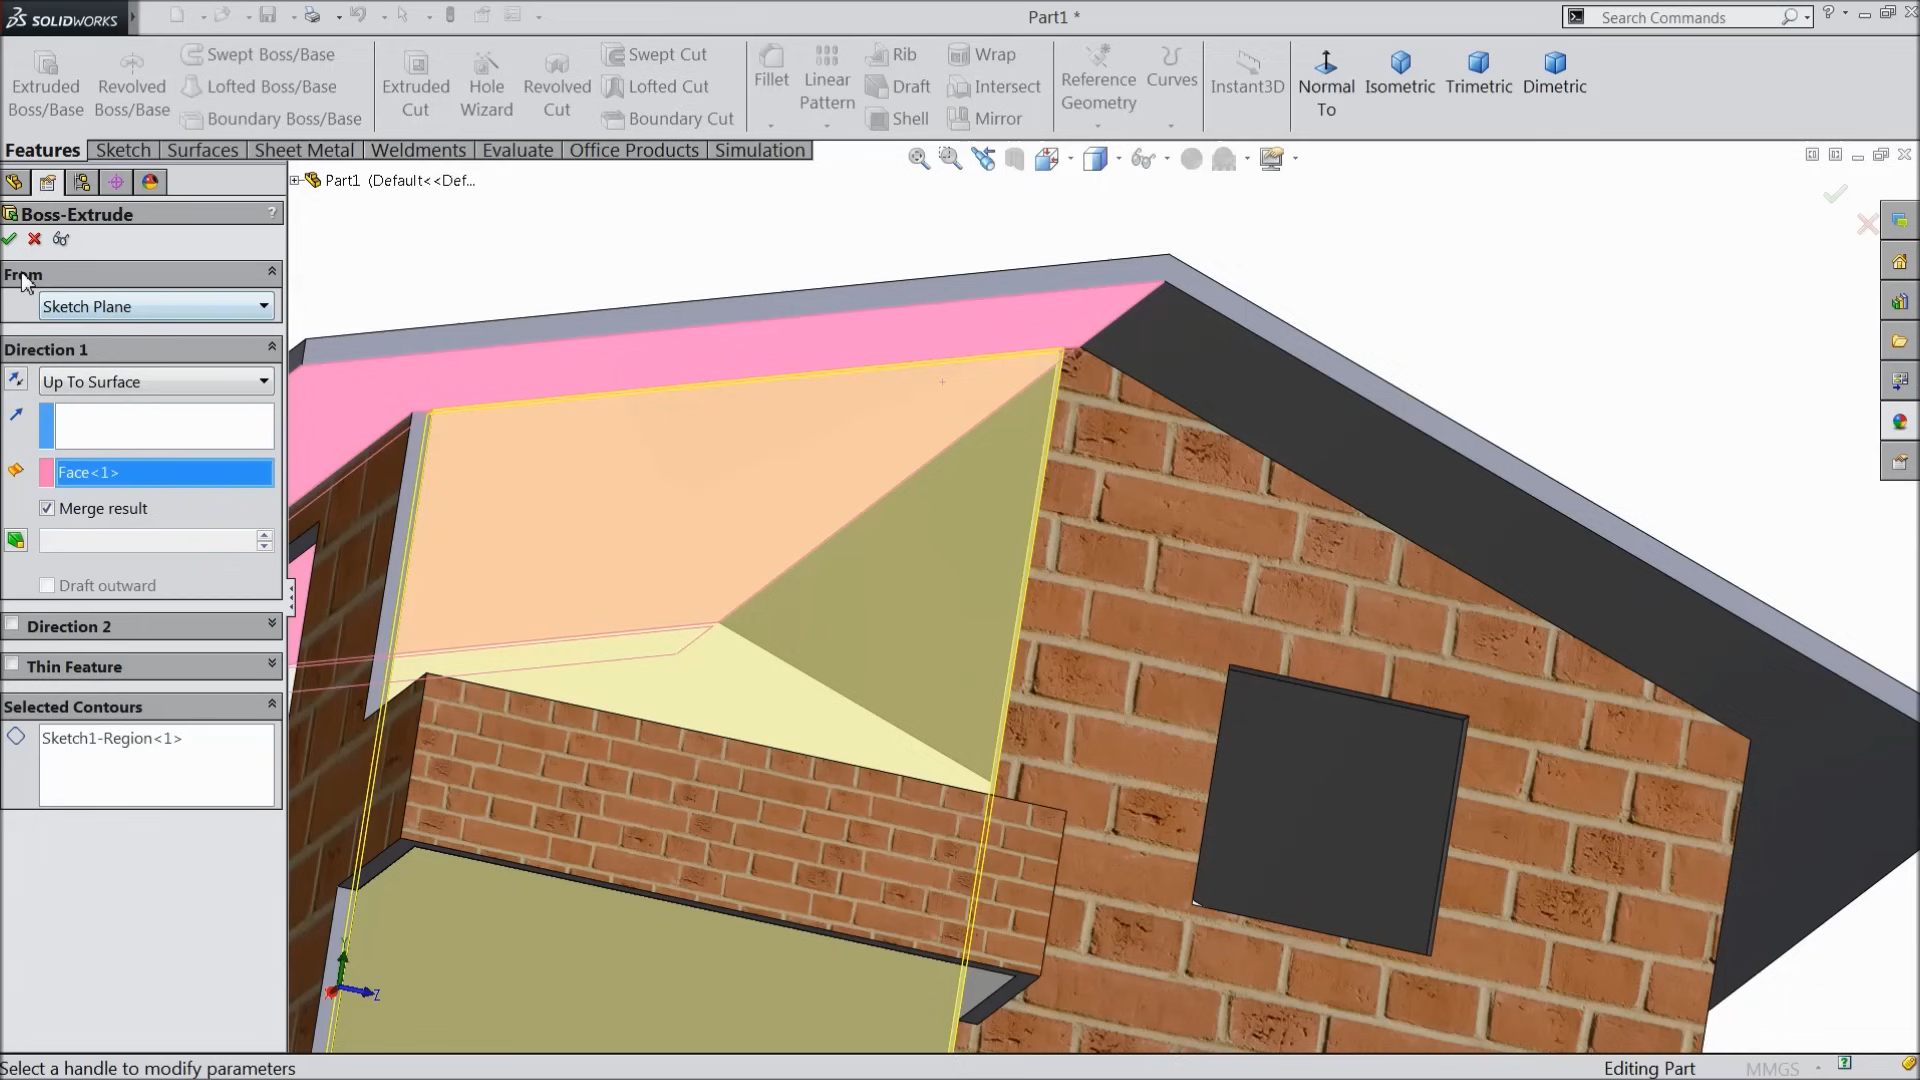 SOLIDWORKS
Part1 *
Search Commands
Extruded Boss/Base
Revolved Boss/Base
Swept Boss/Base
Lofted Boss/Base
Boundary Boss/Base
Extruded Cut
Hole Wizard
Revolved Cut
Swept Cut
Lofted Cut
Boundary Cut
Fillet
Linear Pattern
Rib
Draft
Shell
Wrap
Intersect
Mirror
Reference Geometry
Curves
Instant3D
Normal To
Isometric
Trimetric
Dimetric
Features
Sketch
Surfaces
Sheet Metal
Weldments
Evaluate
Office Products
Simulation
Part1 (Default<<Def...
Boss-Extrude
?
From
Sketch Plane
Direction 1
Up To Surface
Face<1>
Merge result
Draft outward
Direction 2
Thin Feature
Selected Contours
Sketch1-Region<1>
Z
Select a handle to modify parameters
Editing Part
MMGS